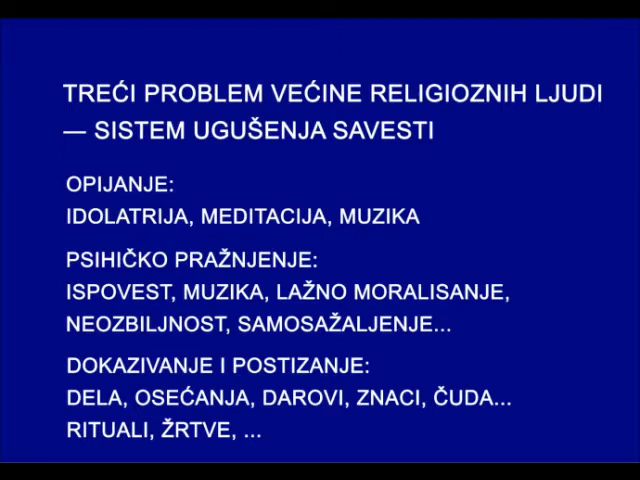 TREĆI PROBLEM VEĆINE RELIGIOZNIH LJUDI
— SISTEM UGUŠENJA SAVESTI
OPIJANJE:
IDOLATRIJA, MEDITACIJA, MUZIKA
PSIHIČKO PRAŽNJENJE:
ISPOVEST, MUZIKA, LAŽNO MORALISANJE,
NEOZBILJNOST, SAMOSAŽALJENJE...
DOKAZIVANJE I POSTIZANJE:
DELA, OSEĆANJA, DAROVI, ZNACI, ČUDA...
RITUALI, ŽRTVE, ...